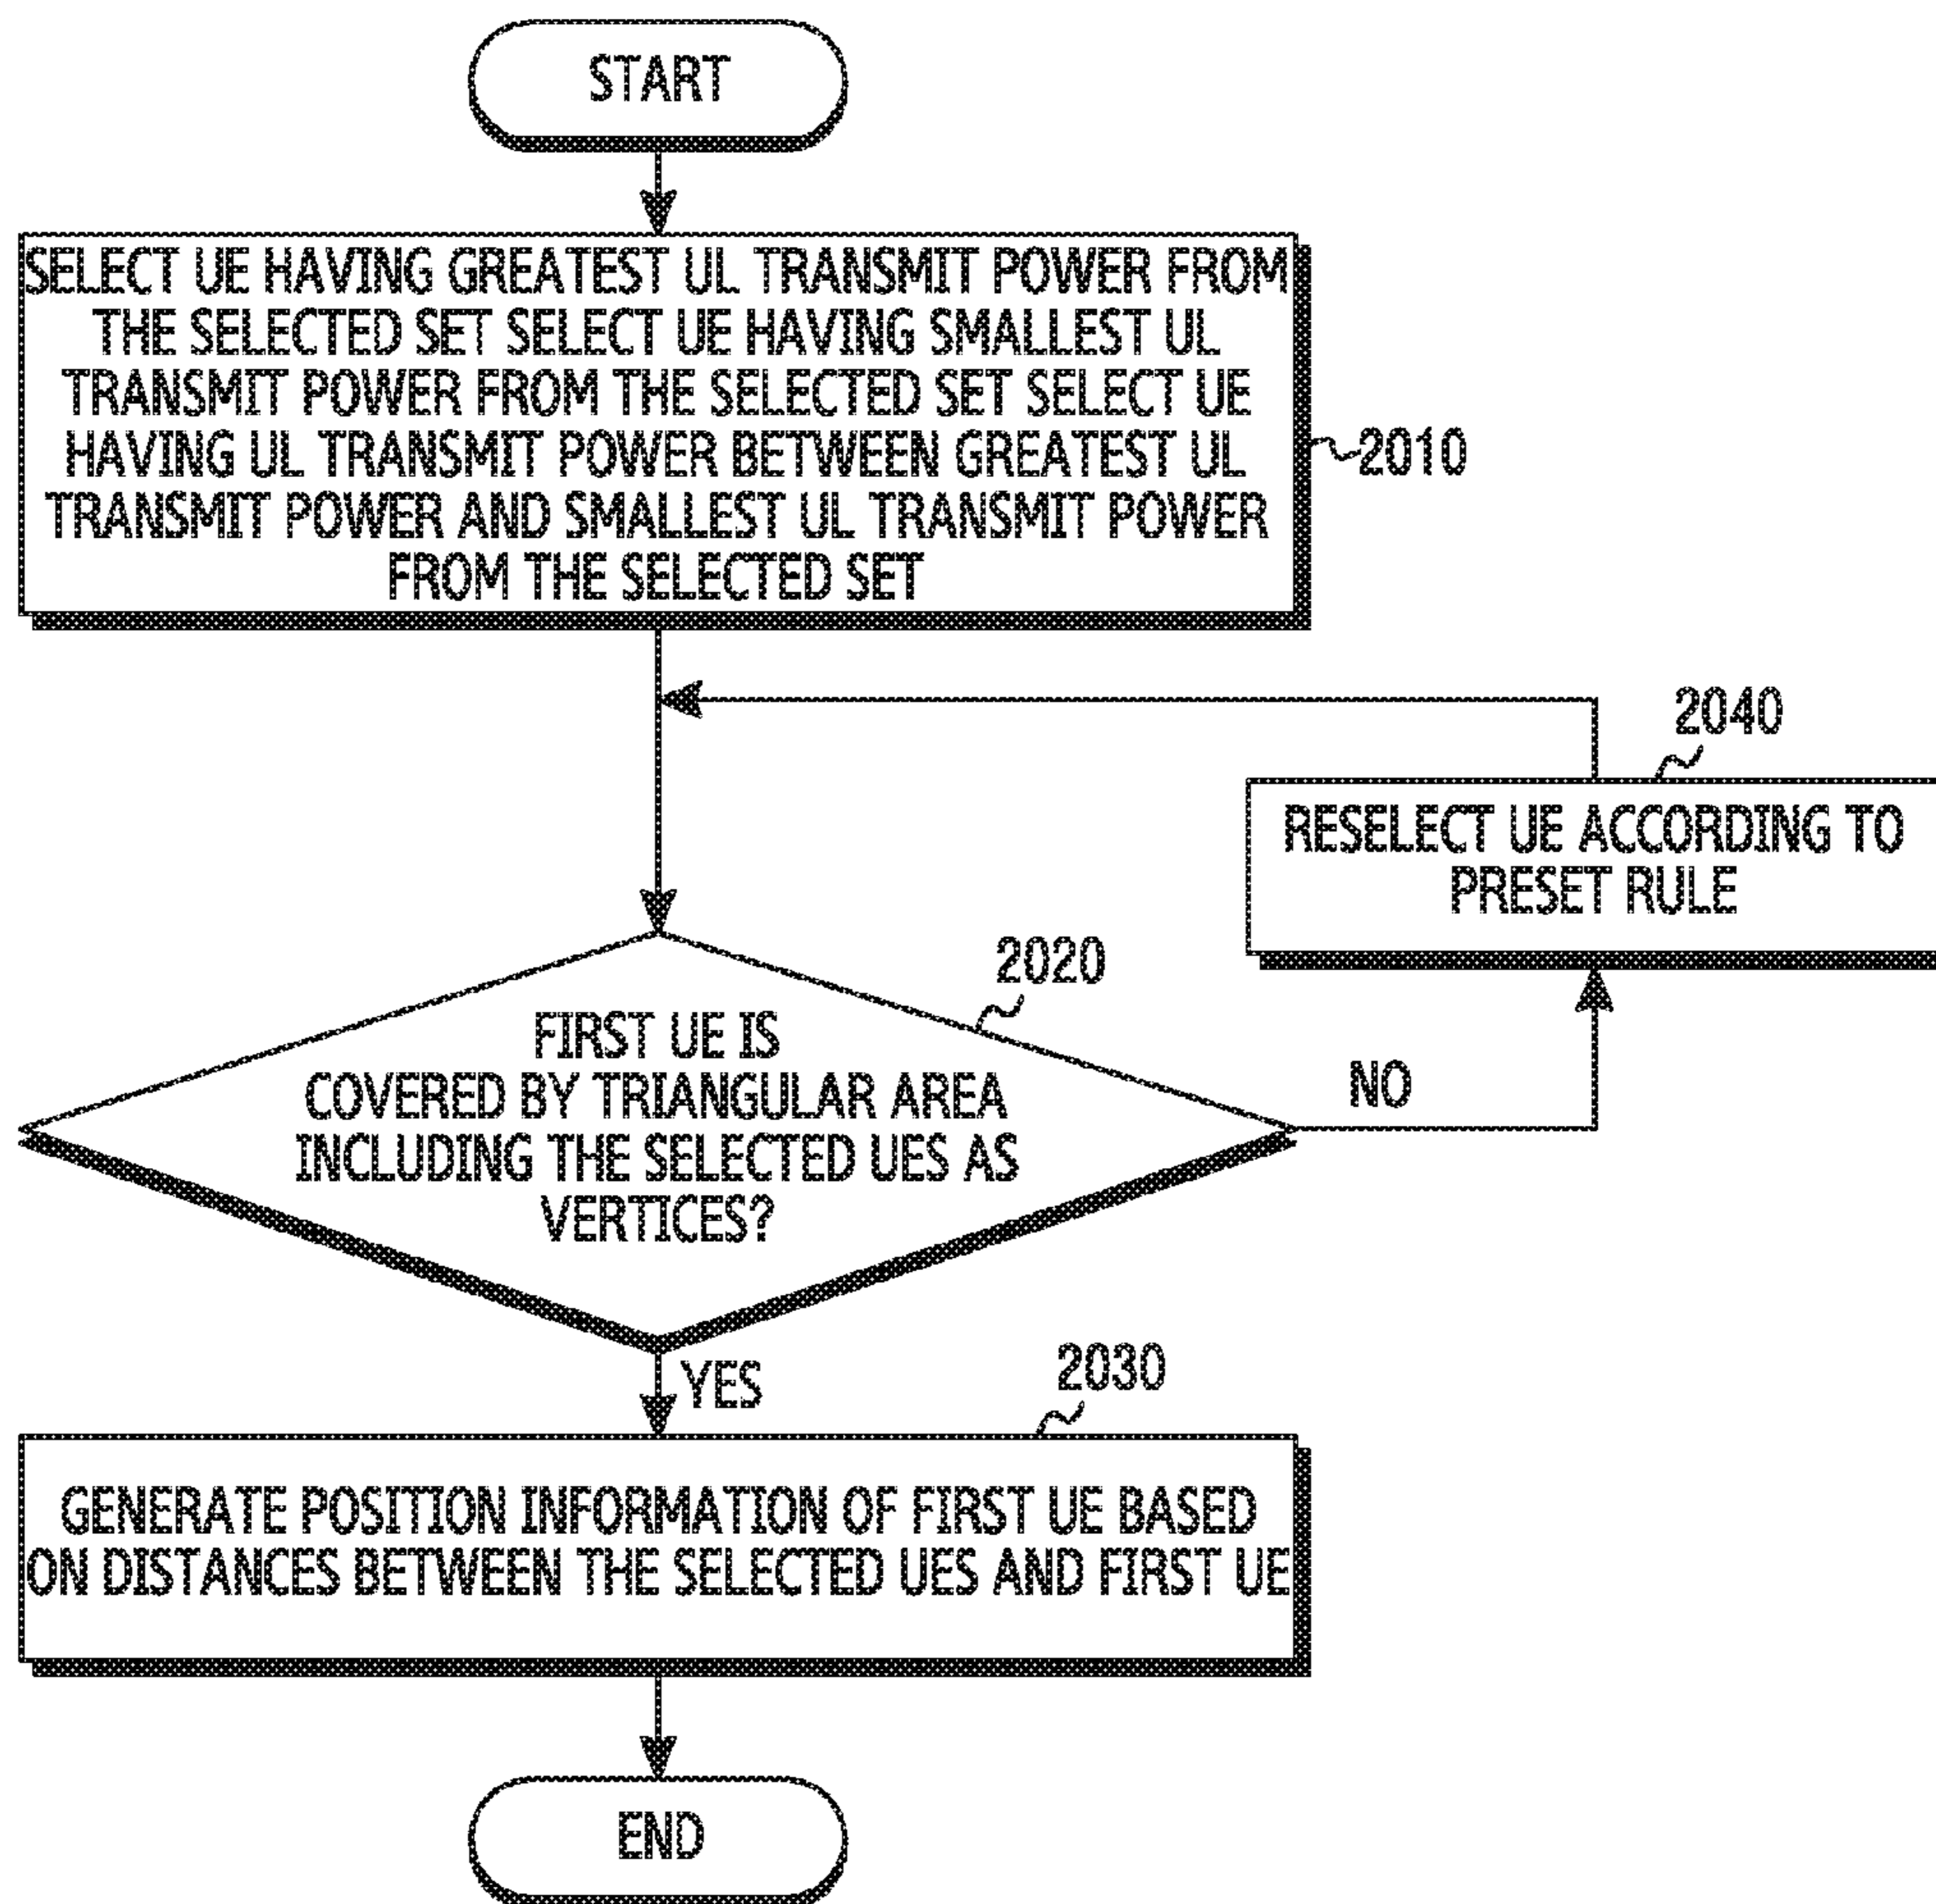 START
SELECT UE HAVING GREATEST UL TRANSMIT POWER FROM
THE SELECTED SET SELECT UE HAVING SMALLEST UL
TRANSMIT POWER FROM THE SELECTED SET SELECT UE
HAVING UL TRANSMIT POWER BETWEEN GREATEST UL
TRANSMIT POWER AND SMALLEST UL TRANSMIT POWER
FROM THE SELECTED SET
2010
2040
RESELECT UE ACCORDING TO
PRESET RULE
2020
FIRST UE IS
COVERED BY TRIANGULAR AREA
INCLUDING THE SELECTED UES AS
VERTICES?
NO
YES
2030
GENERATE POSITION INFORMATION OF FIRST UE BASED
ON DISTANCES BETWEEN THE SELECTED UES AND FIRST UE
END